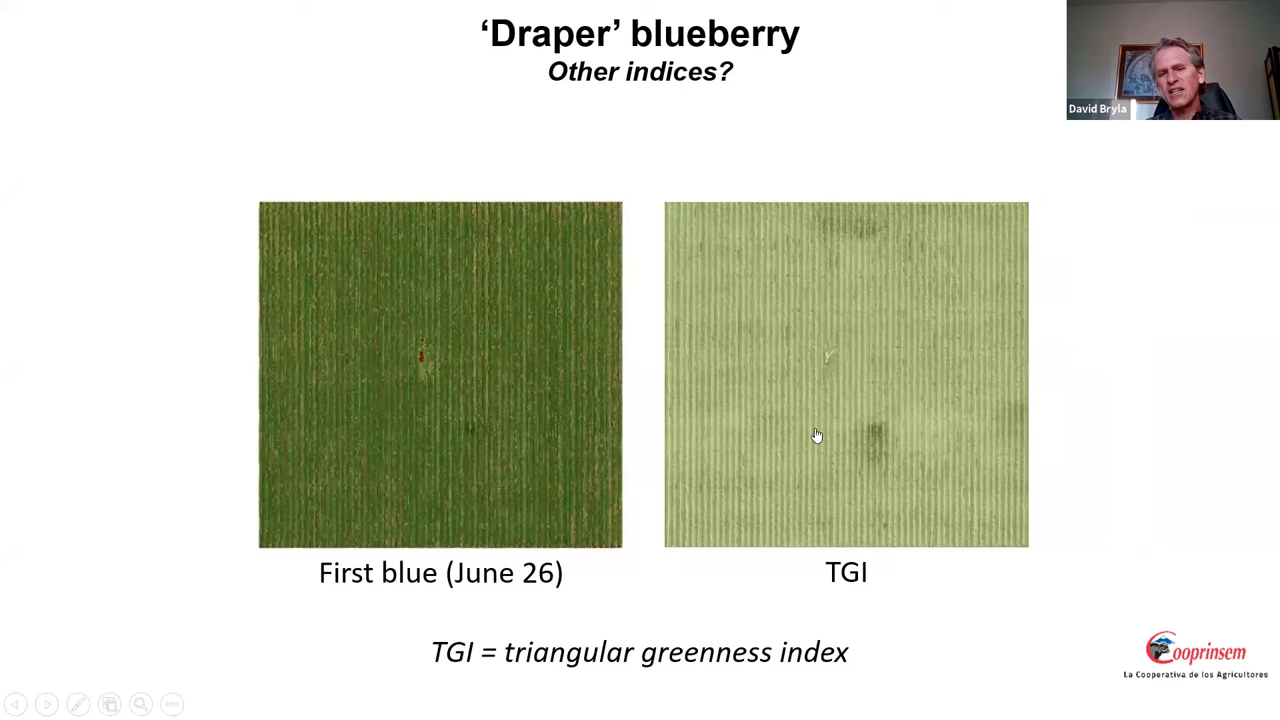 ‘Draper’ blueberry
Other indices?
David Bryla
First blue (June 26)
TGI
TGI = triangular greenness index
Cooprinsem
La Cooperativa de los Agricultores